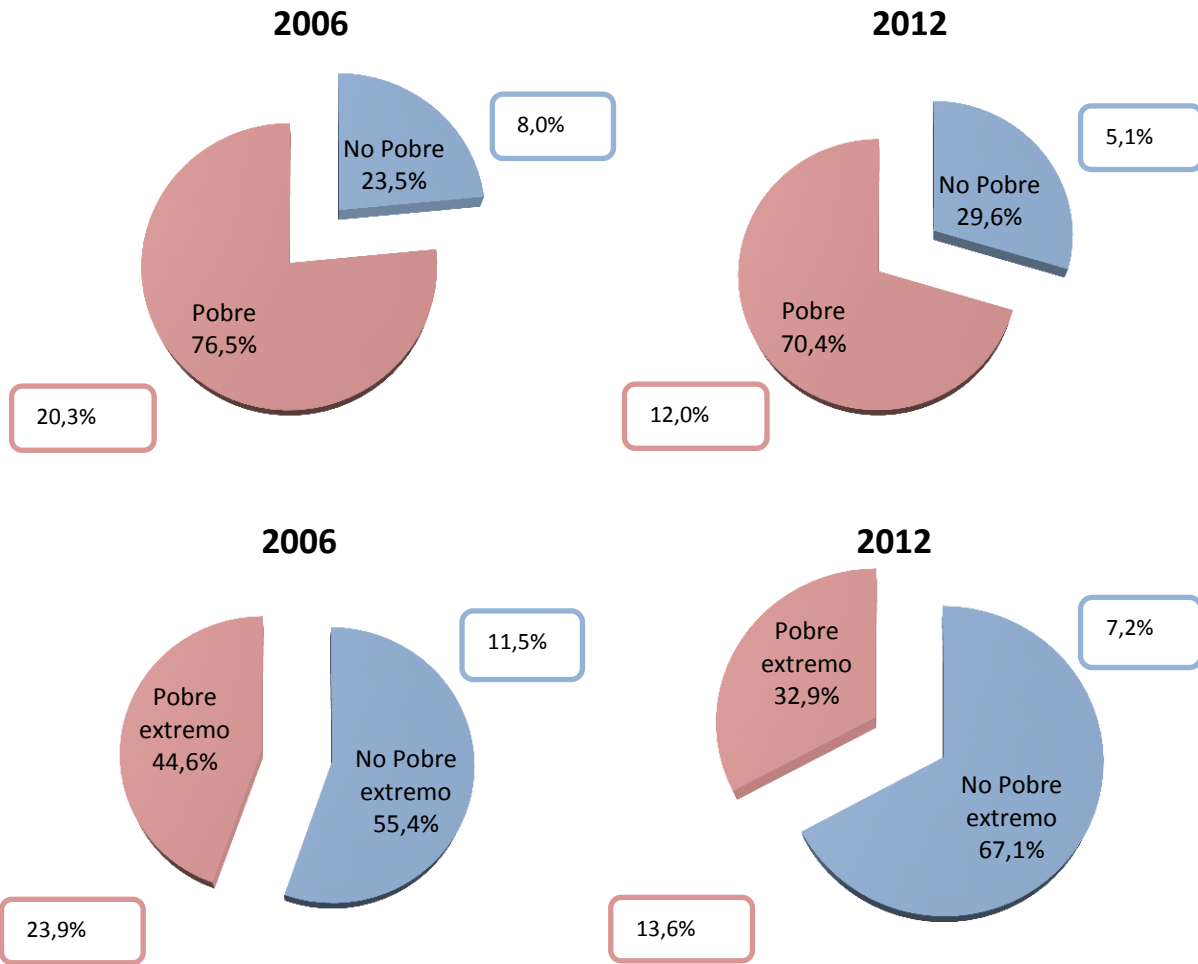 2006
No Pobre
23,5%
8,0%
Pobre
76,5%
20,3%
2012
No Pobre
29,6%
5,1%
Pobre
70,4%
12,0%
2006
Pobre
extremo
44,6%
11,5%
No Pobre
extremo
55,4%
23,9%
2012
Pobre
extremo
32,9%
7,2%
No Pobre
extremo
67,1%
13,6%